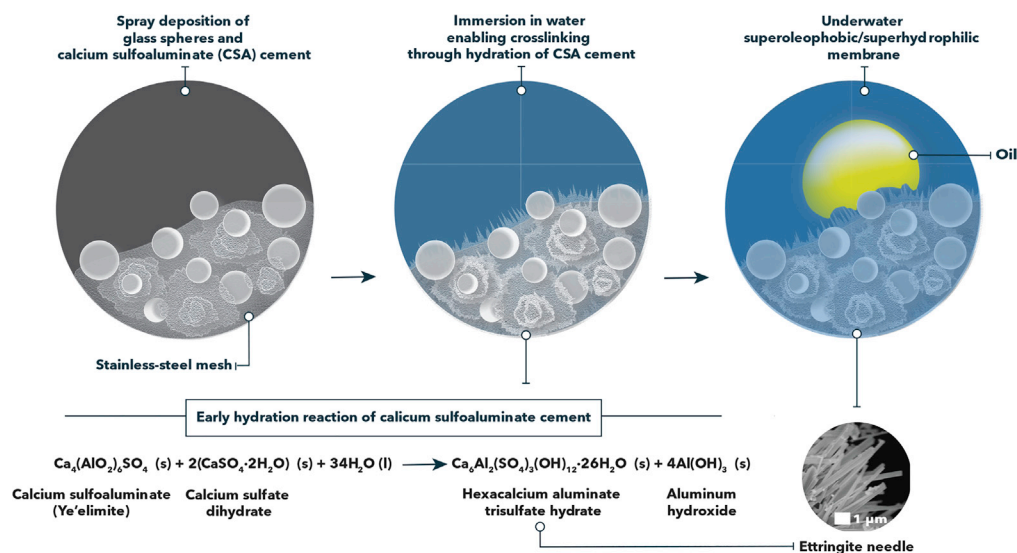 Spray deposition of
glass spheres and
calcium sulfoaluminate (CSA) cement
Immersion in water
enabling crosslinking
through hydration of CSA cement
Underwater
superoleophobic/superhydrophilic
membrane
Oil
Stainless-steel mesh
Early hydration reaction of calicum sulfoaluminate cement
Ca₄(AlO₂)₆SO₄ (s) + 2(CaSO₄·2H₂O) (s) + 34H₂O (l) → Ca₆Al₂(SO₄)₃(OH)₁₂·26H₂O (s) + 4Al(OH)₃ (s)
Calcium sulfoaluminate
(Ye'elimite)
Calcium sulfate
dihydrate
Hexacalcium aluminate
trisulfate hydrate
Aluminum
hydroxide
1 μm
Ettringite needle